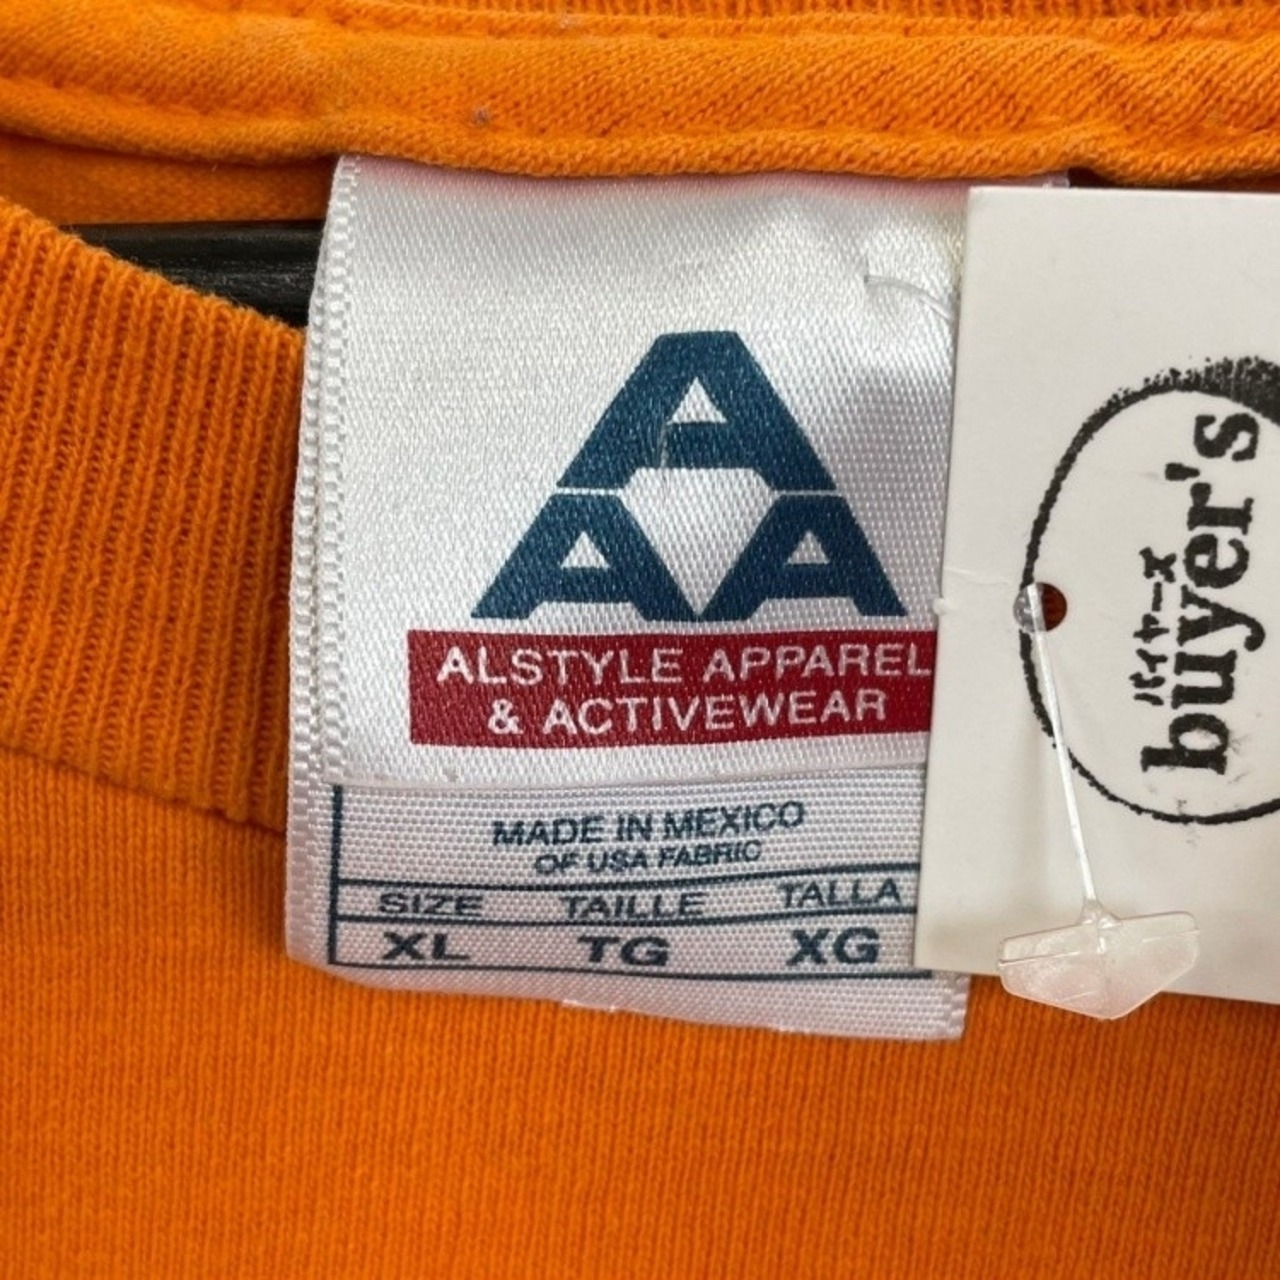 A
AA
ALSTYLE APPAREL
& ACTIVEWEAR
MADE IN MEXICO
OF USA FABRIC
SIZE TAILLE TALLA
XL TG XG
バイヤーズ
buyer's